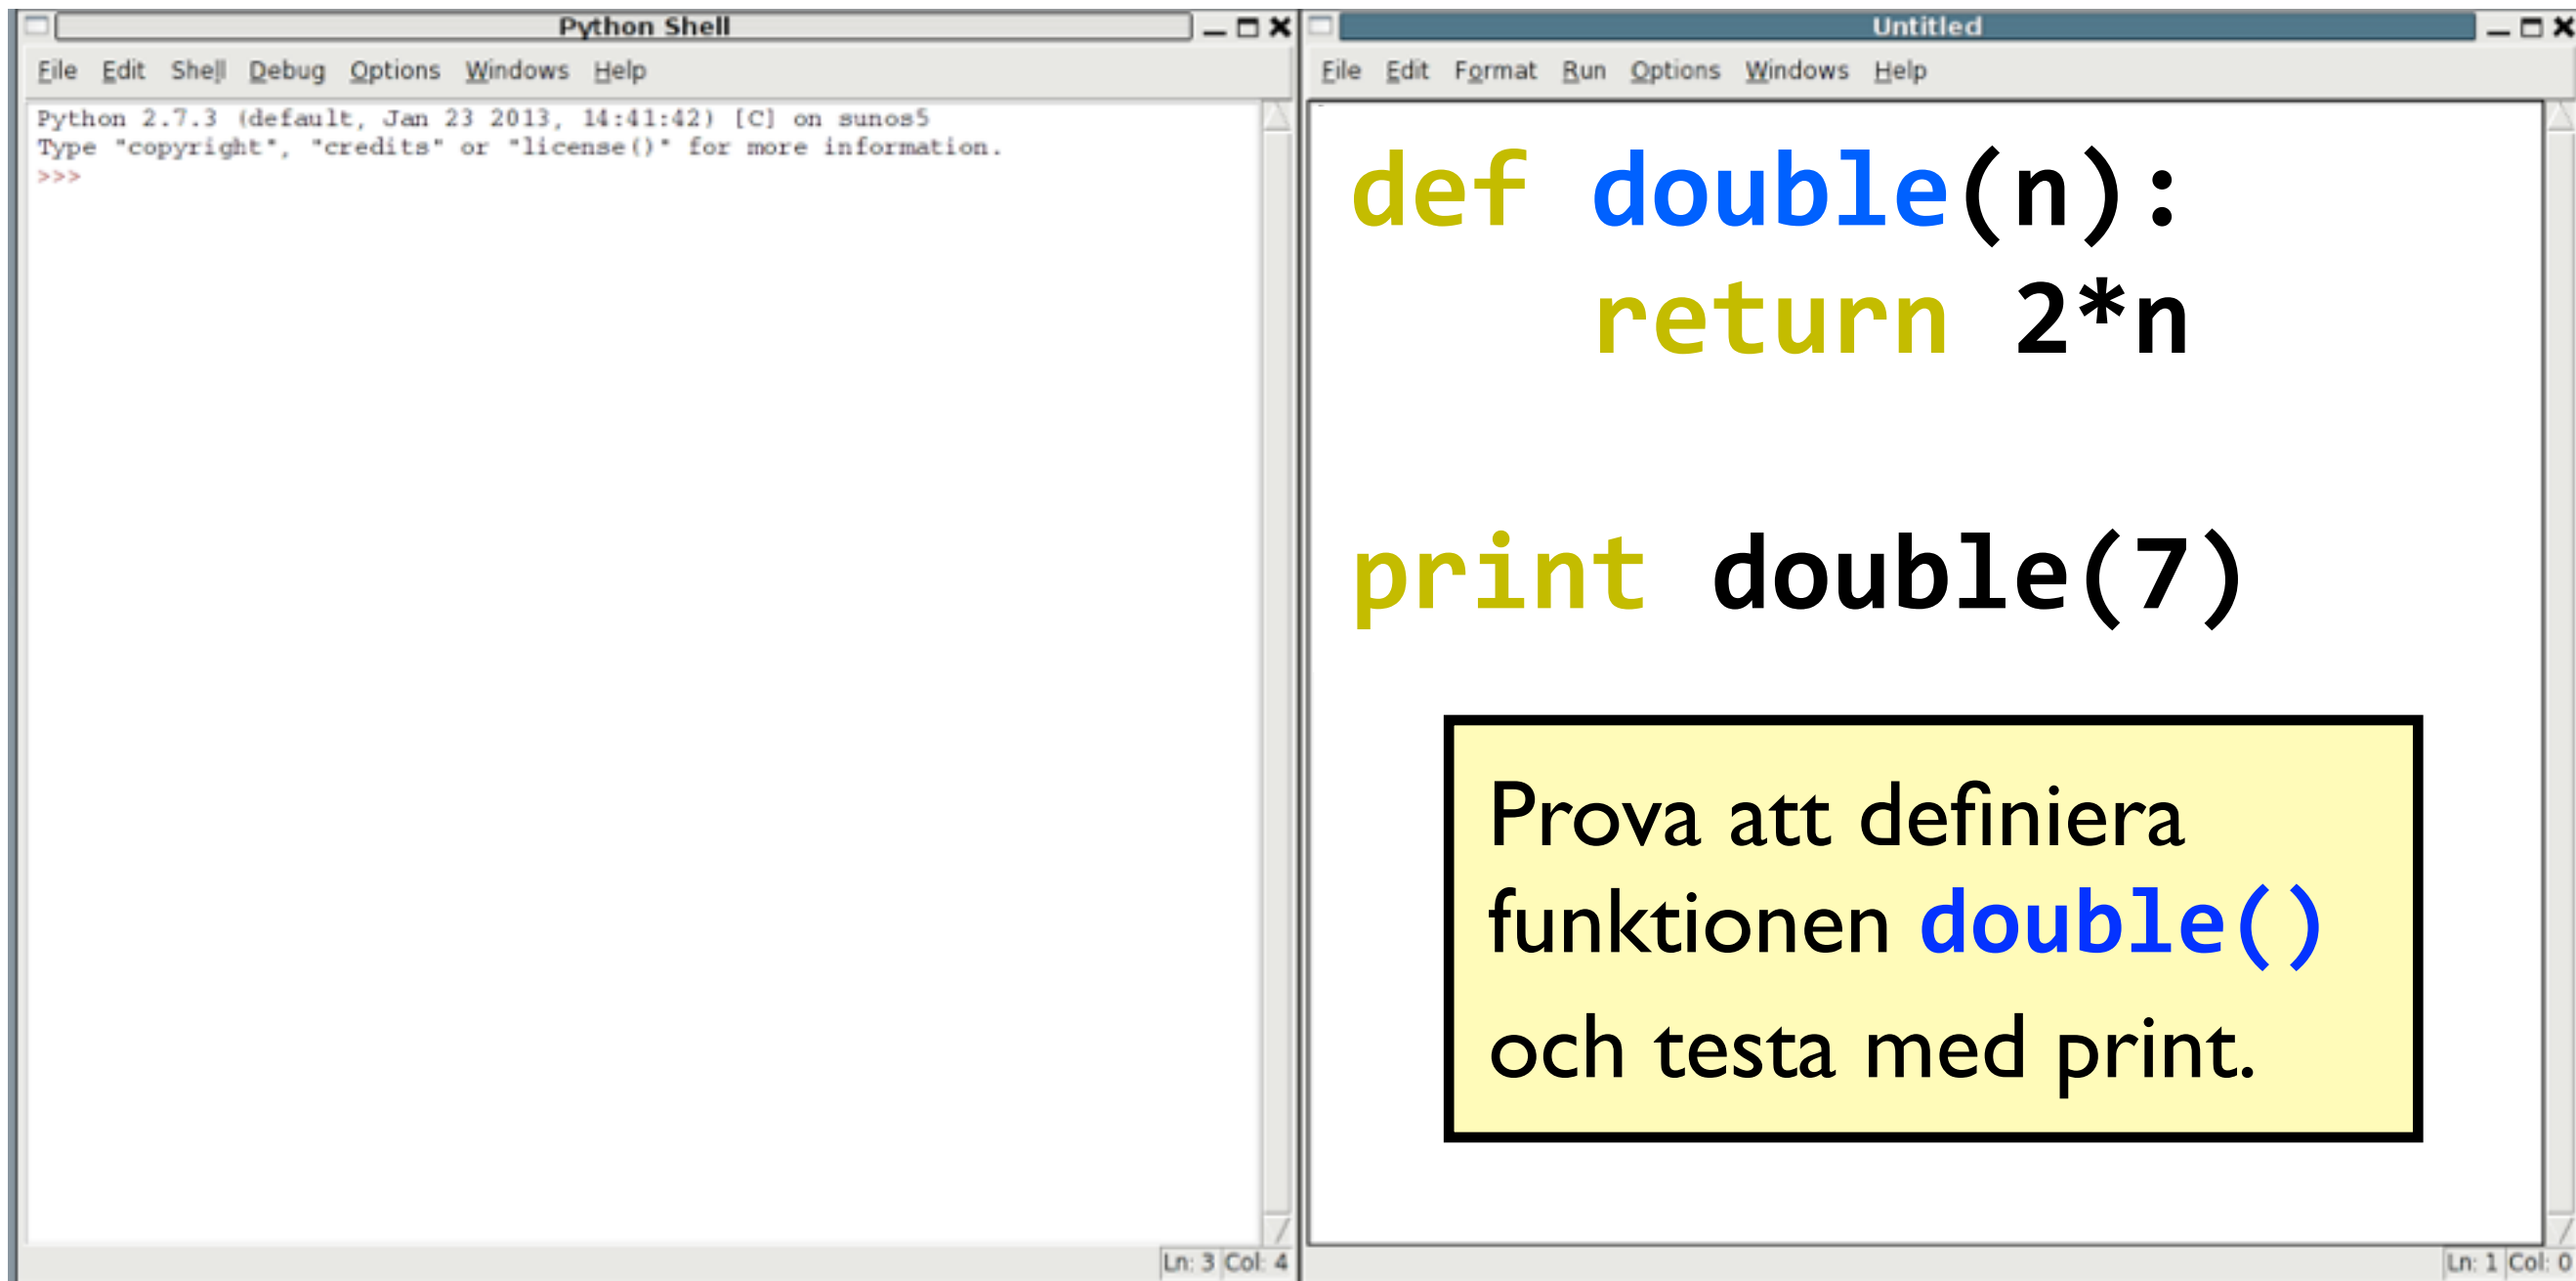 Python Shell
File Edit Shell Debug Options Windows Help
Python 2.7.3 (default, Jan 23 2013, 14:41:42) [C] on sunos5
Type "copyright", "credits" or "license()" for more information.
>>>
Ln: 3 Col: 4
Untitled
File Edit Format Run Options Windows Help
def double(n):
    return 2*n
print double(7)
Prova att definiera
funktionen double()
och testa med print.
Ln: 1 Col: 0